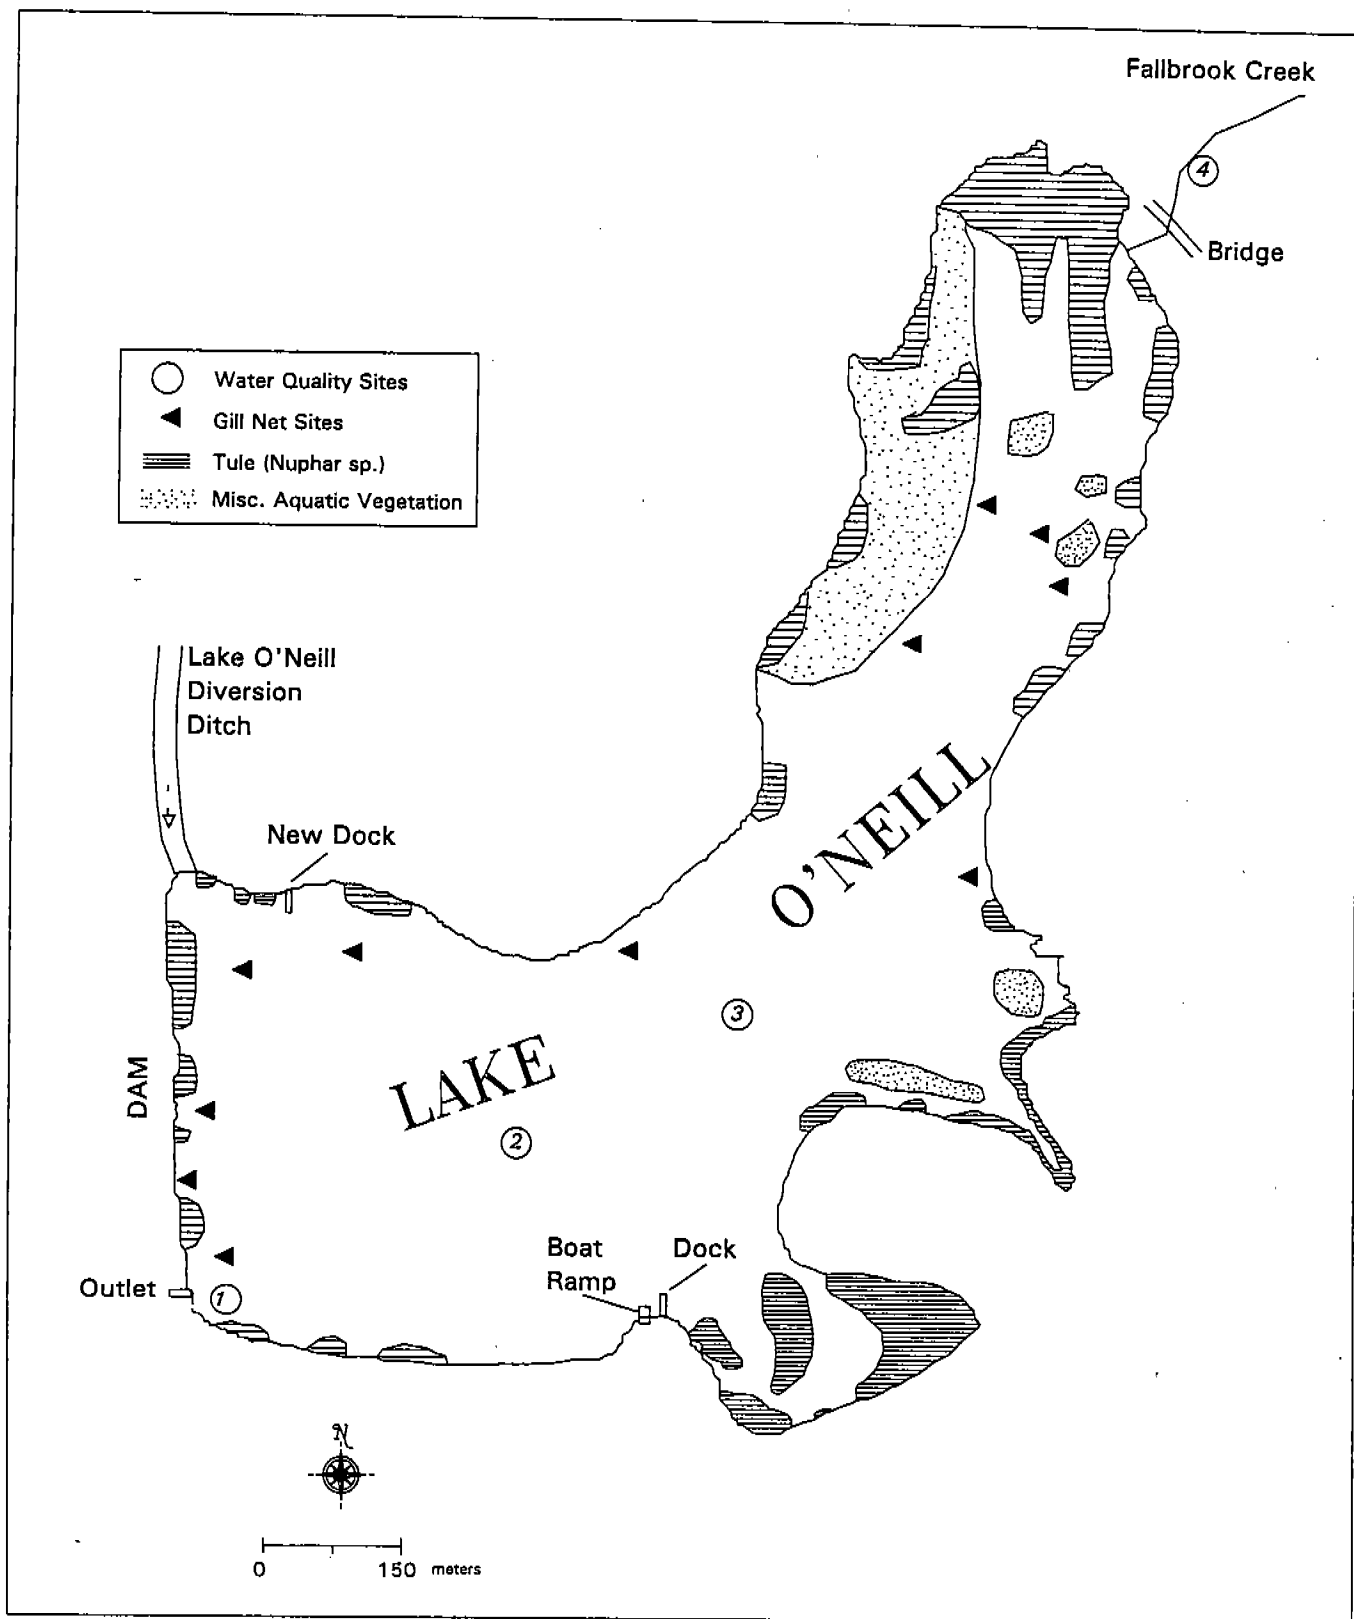 Fallbrook Creek
4
Bridge
Water Quality Sites
Gill Net Sites
Tule (Nuphar sp.)
Misc. Aquatic Vegetation
Lake O'Neill
Diversion
Ditch
New Dock
O'NEILL
3
LAKE
DAM
2
Boat
Ramp
Dock
Outlet
1
N
0 150 meters